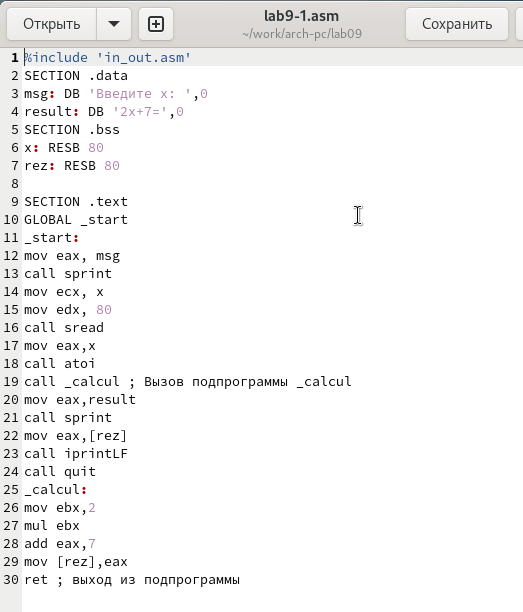 Открыть
lab9-1.asm
~/work/arch-pc/lab09
Сохранить
1 %include 'in_out.asm'
2 SECTION .data
3 msg: DB 'Введите x: ',0
4 result: DB '2x+7=',0
5 SECTION .bss
6 x: RESB 80
7 rez: RESB 80
8
9 SECTION .text
10 GLOBAL _start
11 _start:
12 mov eax, msg
13 call sprint
14 mov ecx, x
15 mov edx, 80
16 call sread
17 mov eax,x
18 call atoi
19 call _calcul ; Вызов подпрограммы _calcul
20 mov eax,result
21 call sprint
22 mov eax,[rez]
23 call iprintLF
24 call quit
25 _calcul:
26 mov ebx,2
27 mul ebx
28 add eax,7
29 mov [rez],eax
30 ret ; выход из подпрограммы